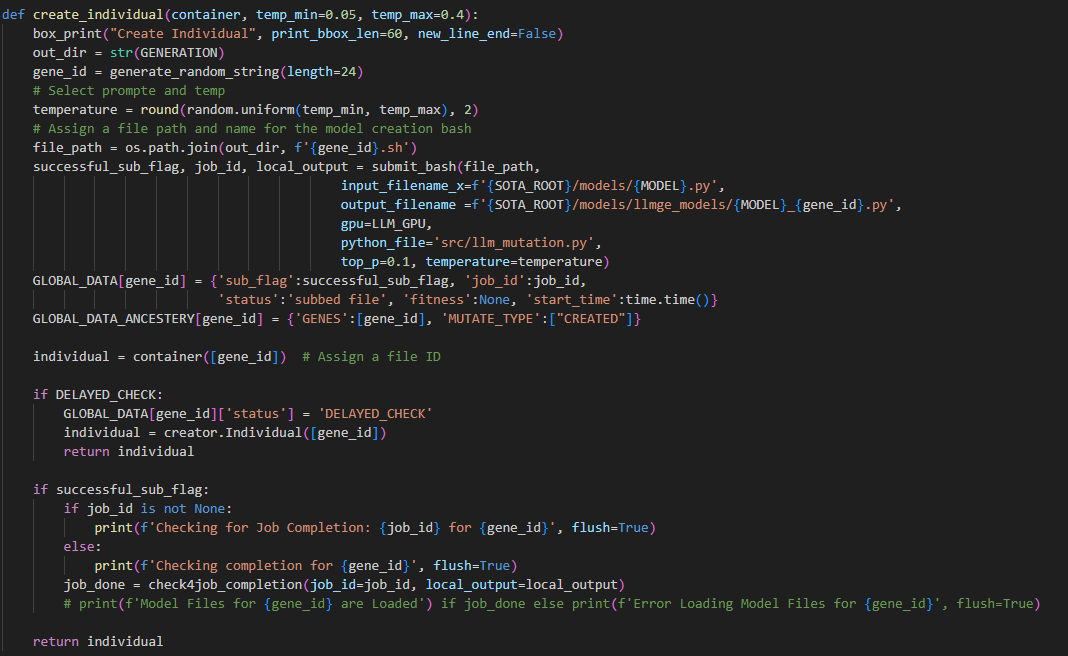 def create_individual(container, temp_min=0.05, temp_max=0.4):
    box_print("Create Individual", print_bbox_len=60, new_line_end=False)
    out_dir = str(GENERATION)
    gene_id = generate_random_string(length=24)
    # Select prompte and temp
    temperature = round(random.uniform(temp_min, temp_max), 2)
    # Assign a file path and name for the model creation bash
    file_path = os.path.join(out_dir, f'{gene_id}.sh')
    successful_sub_flag, job_id, local_output = submit_bash(file_path,
                                        input_filename_x=f'{SOTA_ROOT}/models/{MODEL}.py',
                                        output_filename =f'{SOTA_ROOT}/models/llmge_models/{MODEL}_{gene_id}.py',
                                        gpu=LLM_GPU,
                                        python_file='src/llm_mutation.py',
                                        top_p=0.1, temperature=temperature)
    GLOBAL_DATA[gene_id] = {'sub_flag':successful_sub_flag, 'job_id':job_id,
                            'status':'subbed file', 'fitness':None, 'start_time':time.time()}
    GLOBAL_DATA_ANCESTERY[gene_id] = {'GENES':[gene_id], 'MUTATE_TYPE':["CREATED"]}

    individual = container([gene_id])  # Assign a file ID

    if DELAYED_CHECK:
        GLOBAL_DATA[gene_id]['status'] = 'DELAYED_CHECK'
        individual = creator.Individual([gene_id])
        return individual

    if successful_sub_flag:
        if job_id is not None:
            print(f'Checking for Job Completion: {job_id} for {gene_id}', flush=True)
        else:
            print(f'Checking completion for {gene_id}', flush=True)
        job_done = check4job_completion(job_id=job_id, local_output=local_output)
        # print(f'Model Files for {gene_id} are Loaded') if job_done else print(f'Error Loading Model Files for {gene_id}', flush=True)

    return individual